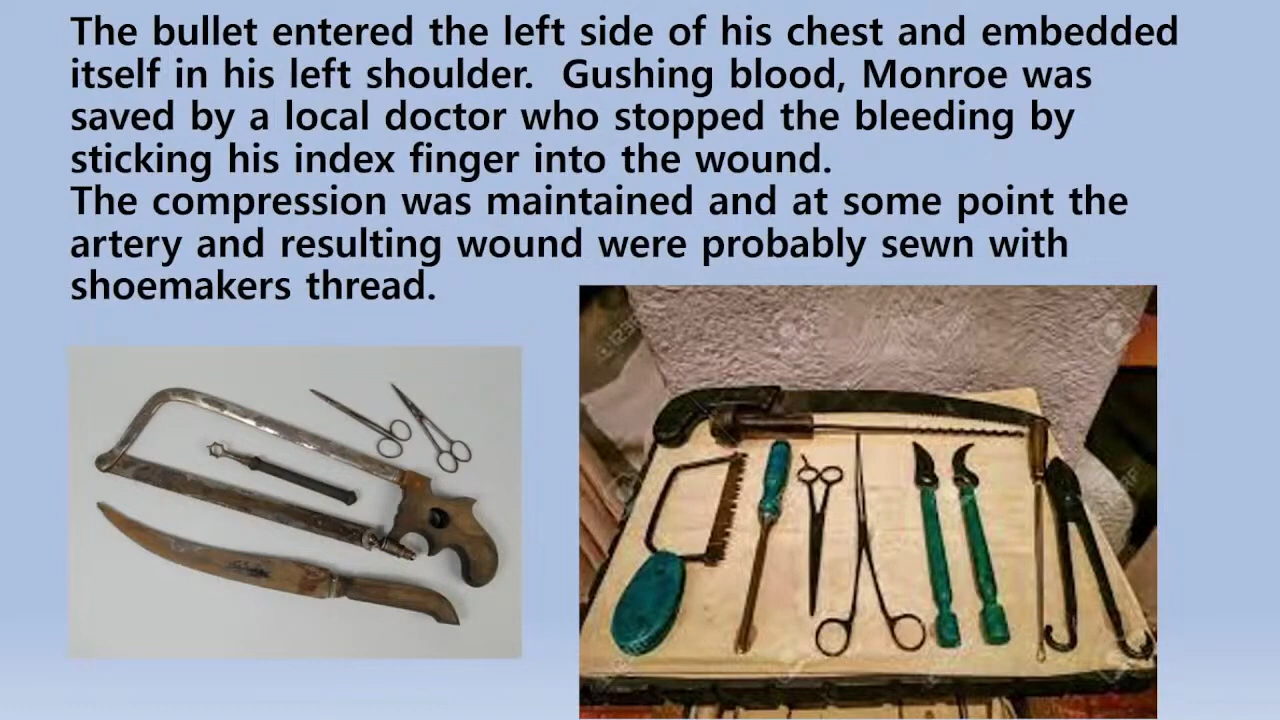 The bullet entered the left side of his chest and embedded
itself in his left shoulder.  Gushing blood, Monroe was
saved by a local doctor who stopped the bleeding by
sticking his index finger into the wound.
The compression was maintained and at some point the
artery and resulting wound were probably sewn with
shoemakers thread.